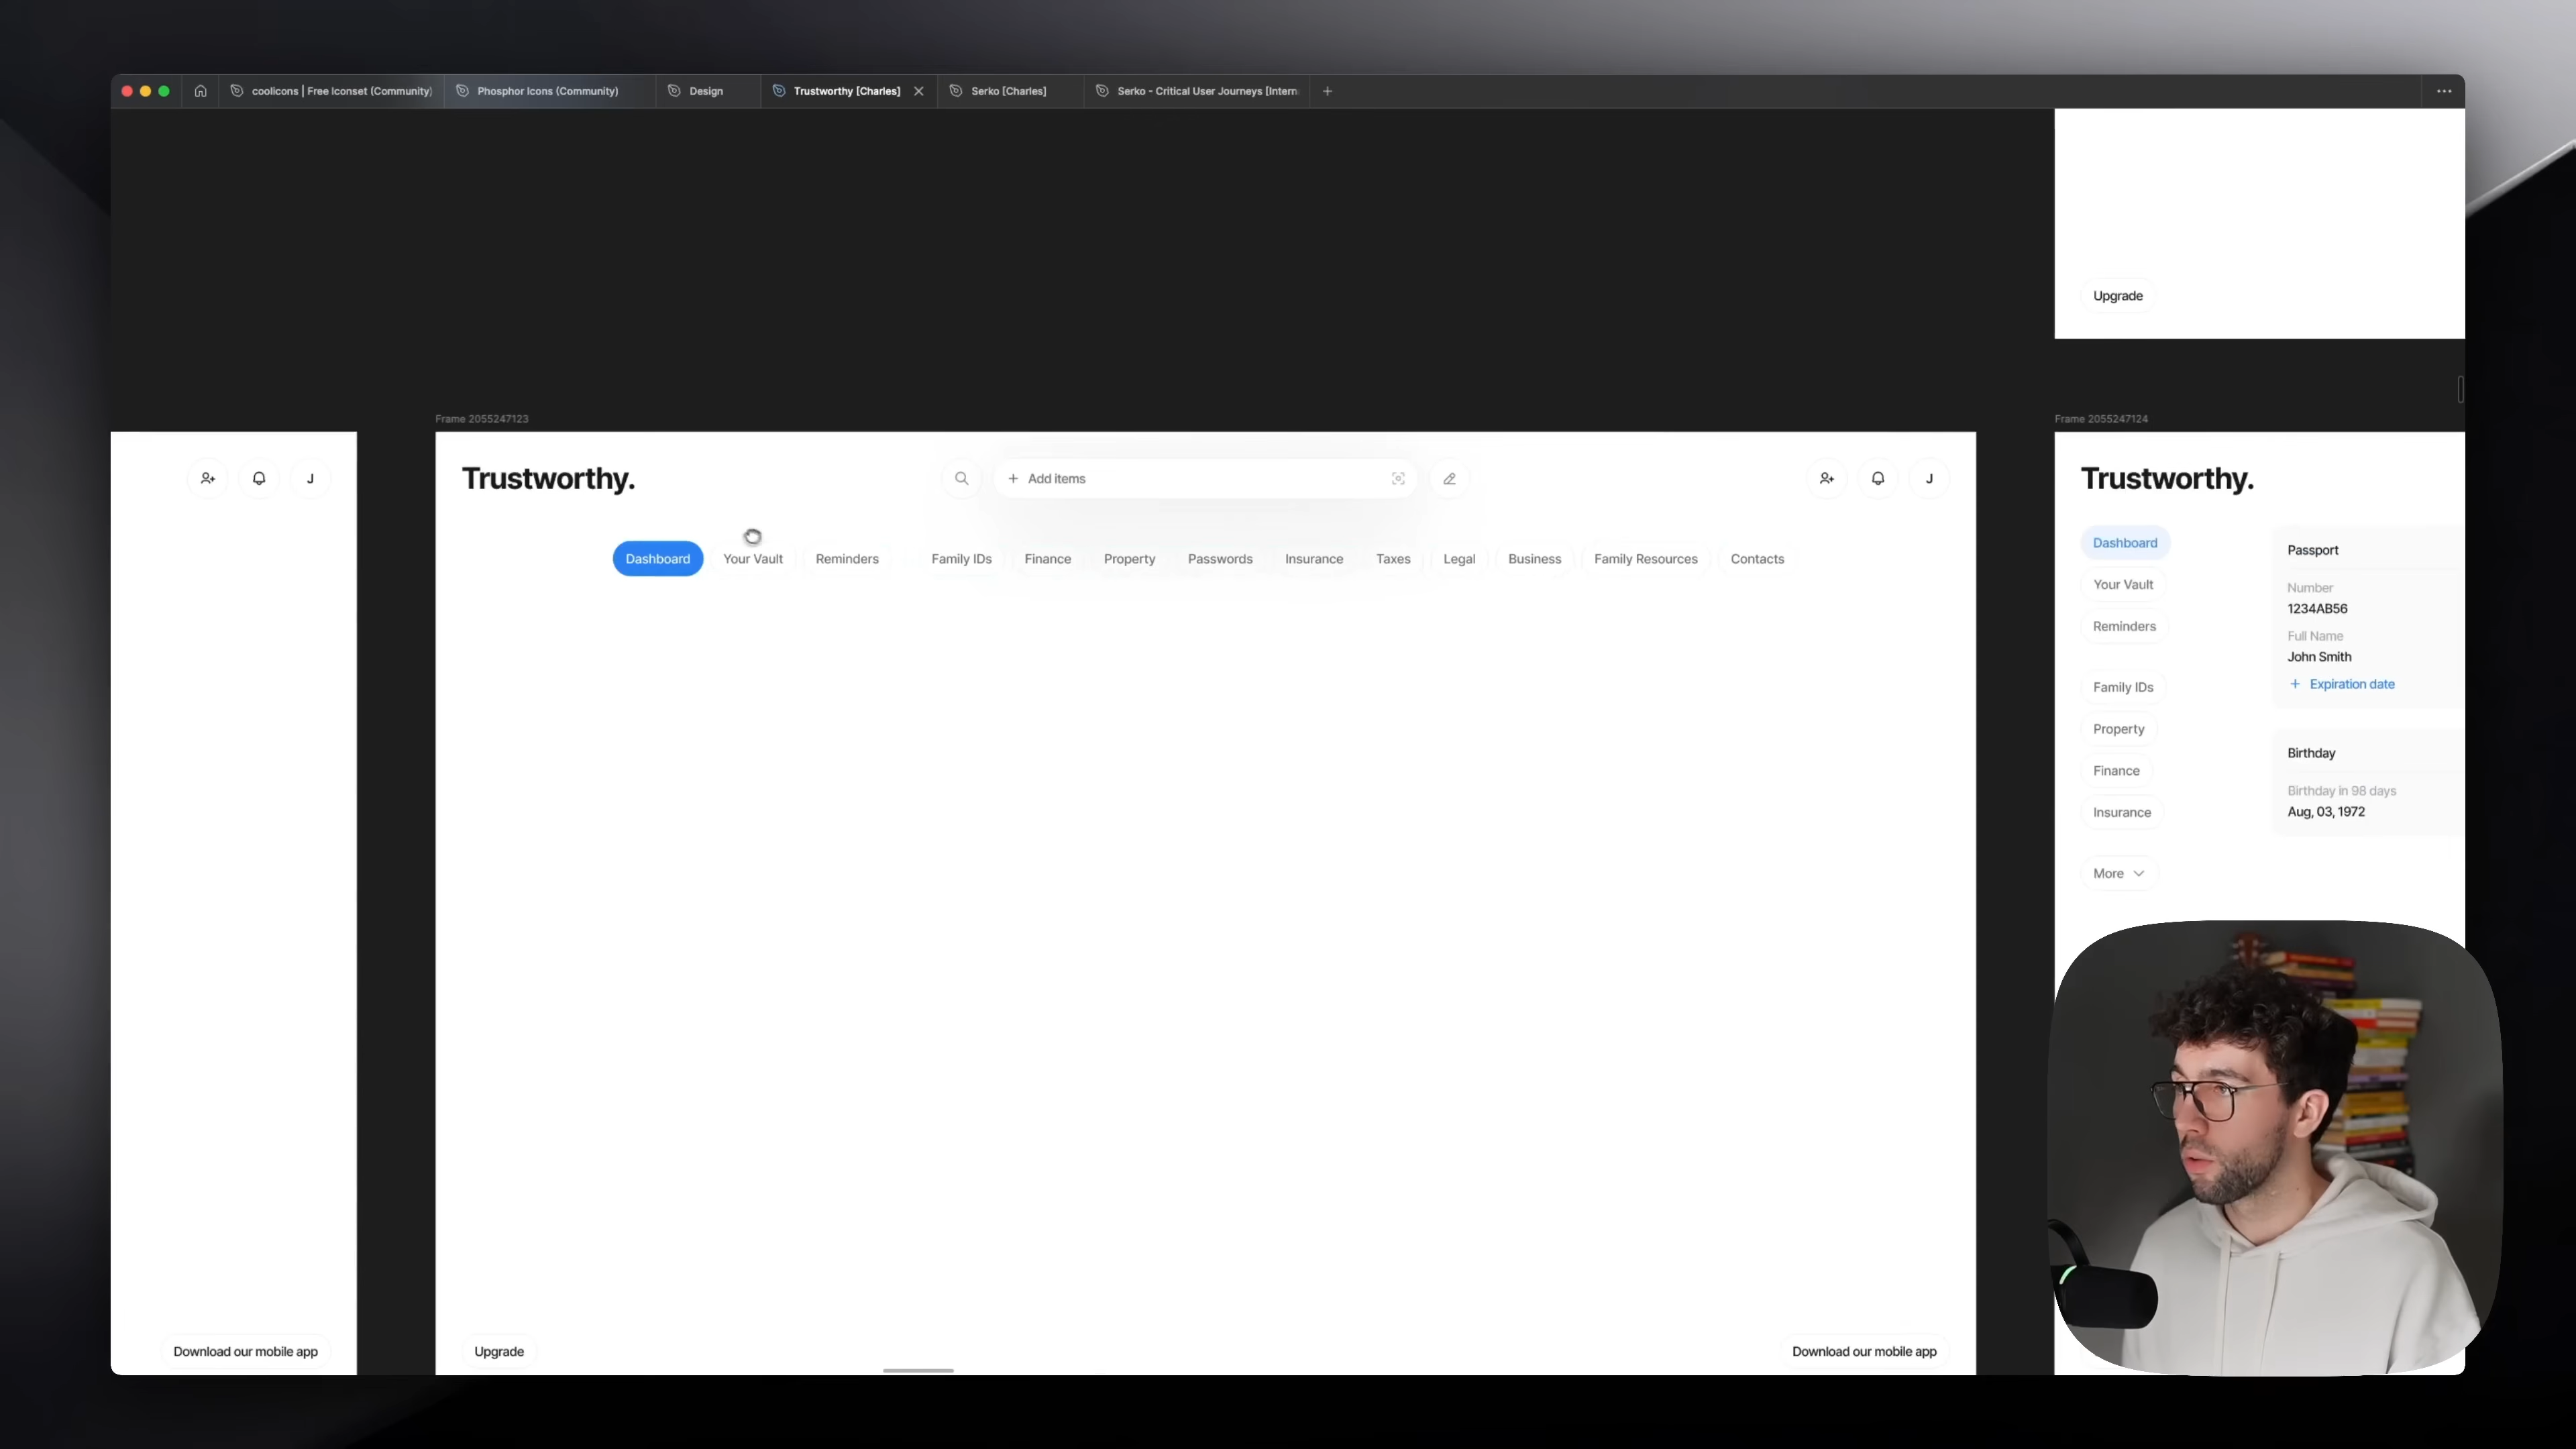 coolicons | Free Iconset (Community)
Phosphor Icons (Community)
Design
Trustworthy [Charles]
Serko [Charles]
Serko - Critical User Journeys [Intern
Upgrade
Frame 2055247123
Frame 2055247124
J
Trustworthy.
Add items
J
Trustworthy.
Dashboard
Your Vault
Reminders
Family IDs
Finance
Property
Passwords
Insurance
Taxes
Legal
Business
Family Resources
Contacts
Dashboard
Your Vault
Reminders
Family IDs
Property
Finance
Insurance
More
Passport
Number
1234AB56
Full Name
John Smith
+ Expiration date
Birthday
Birthday in 98 days
Aug, 03, 1972
Download our mobile app
Upgrade
Download our mobile app